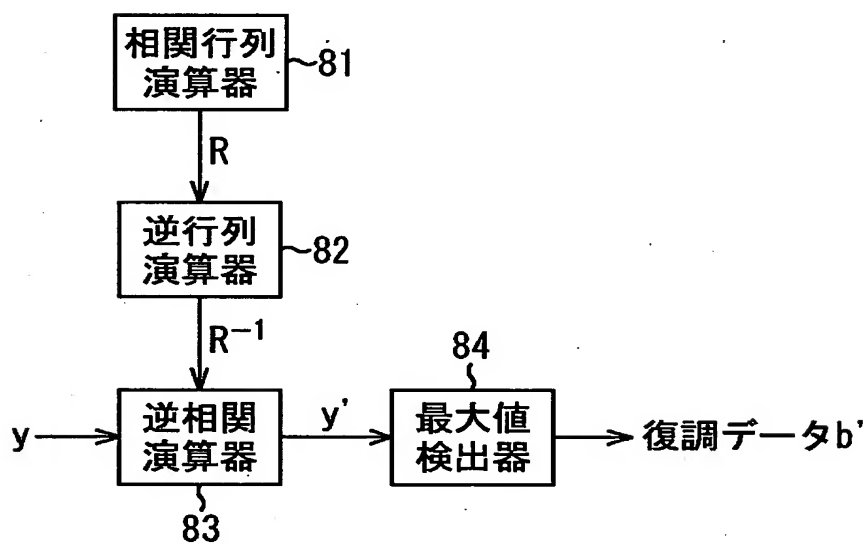 相関行列
演算器
81
R
逆行列
演算器
82
R⁻¹
84
y
逆相関
演算器
y'
最大値
検出器
復調データb'
83